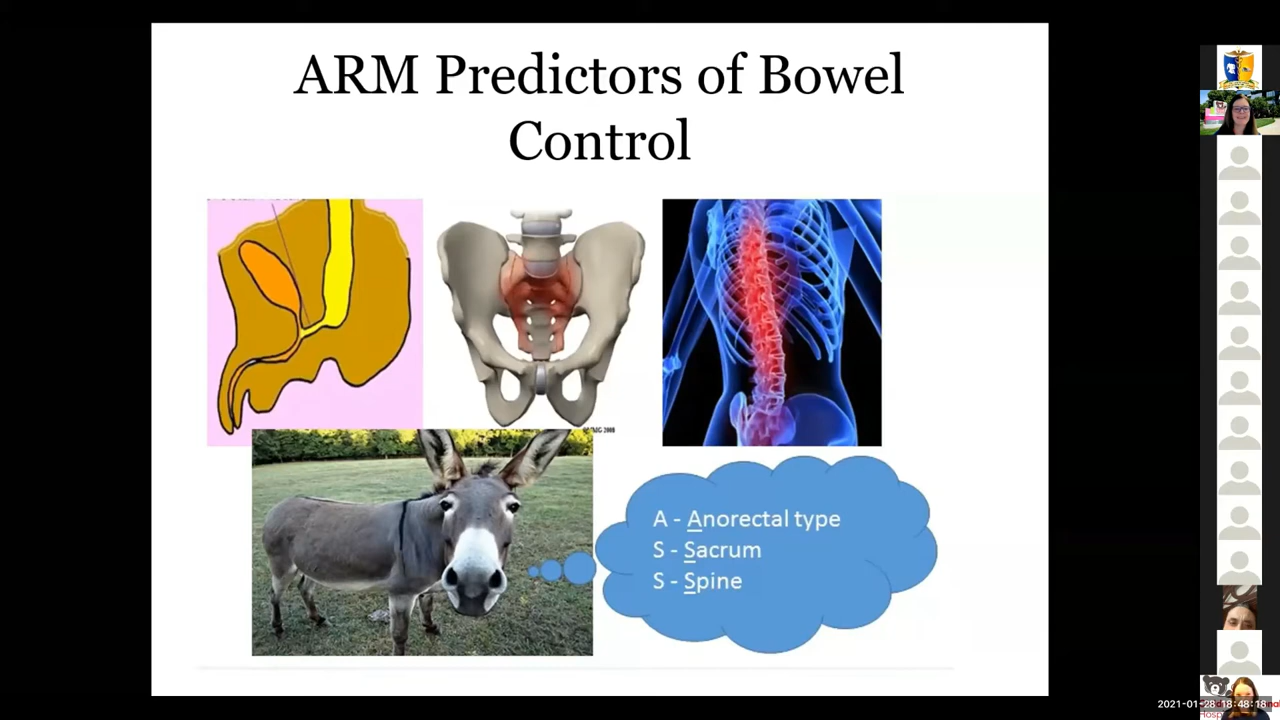 ARM Predictors of Bowel
Control
A - Anorectal type
S - Sacrum
S - Spine
2021-01-28 18:48:18